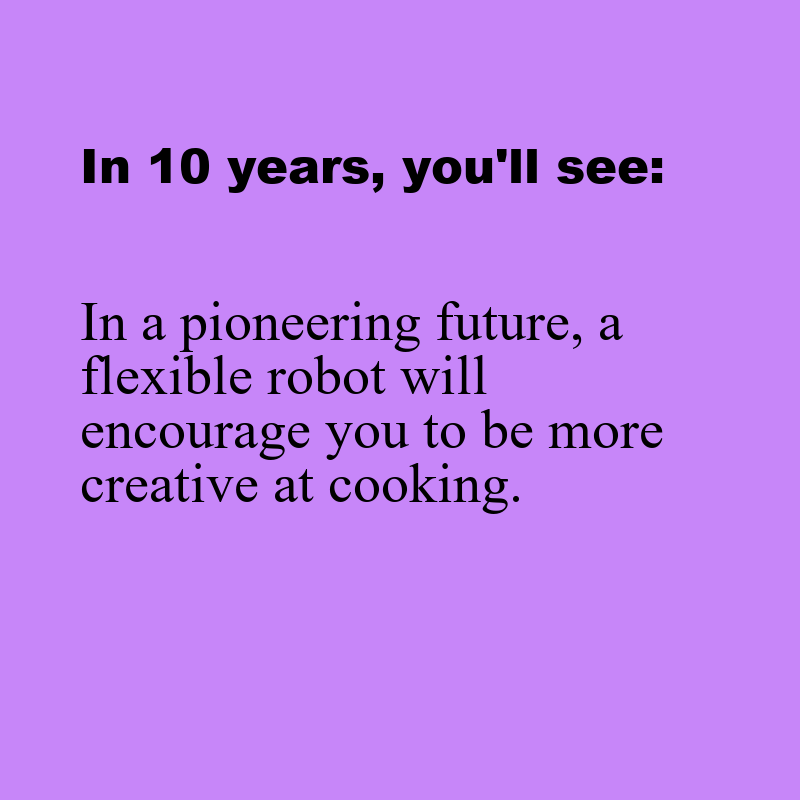 In 10 years, you'll see:
In a pioneering future, a
flexible robot will
encourage you to be more
creative at cooking.